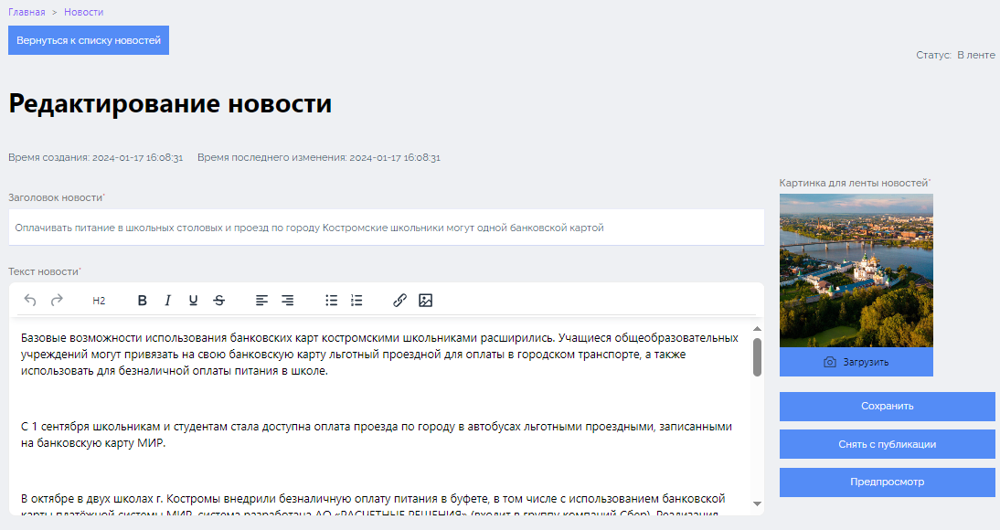 Главная > Новости
Вернуться к списку новостей
Статус: В ленте
Редактирование новости
Время создания: 2024-01-17 16:08:31 Время последнего изменения: 2024-01-17 16:08:31
Картинка для ленты новостей*
Заголовок новости*
Оплачивать питание в школьных столовых и проезд по городу Костромские школьники могут одной банковской картой
Текст новости*
H2 B I U S
Базовые возможности использования банковских карт костромскими школьниками расширились. Учащиеся общеобразовательных
учреждений могут привязать на свою банковскую карту льготный проездной для оплаты в городском транспорте, а также
использовать для безналичной оплаты питания в школе.
С 1 сентября школьникам и студентам стала доступна оплата проезда по городу в автобусах льготными проездными, записанными
на банковскую карту МИР.
В октябре в двух школах г. Костромы внедрили безналичную оплату питания в буфете, в том числе с использованием банковской
карты платёжной системы МИР, система разработана АО «РАСЧЕТНЫЕ РЕШЕНИЯ» (входит в группу компаний Сбер). Реализация
Загрузить
Сохранить
Снять с публикации
Предпросмотр